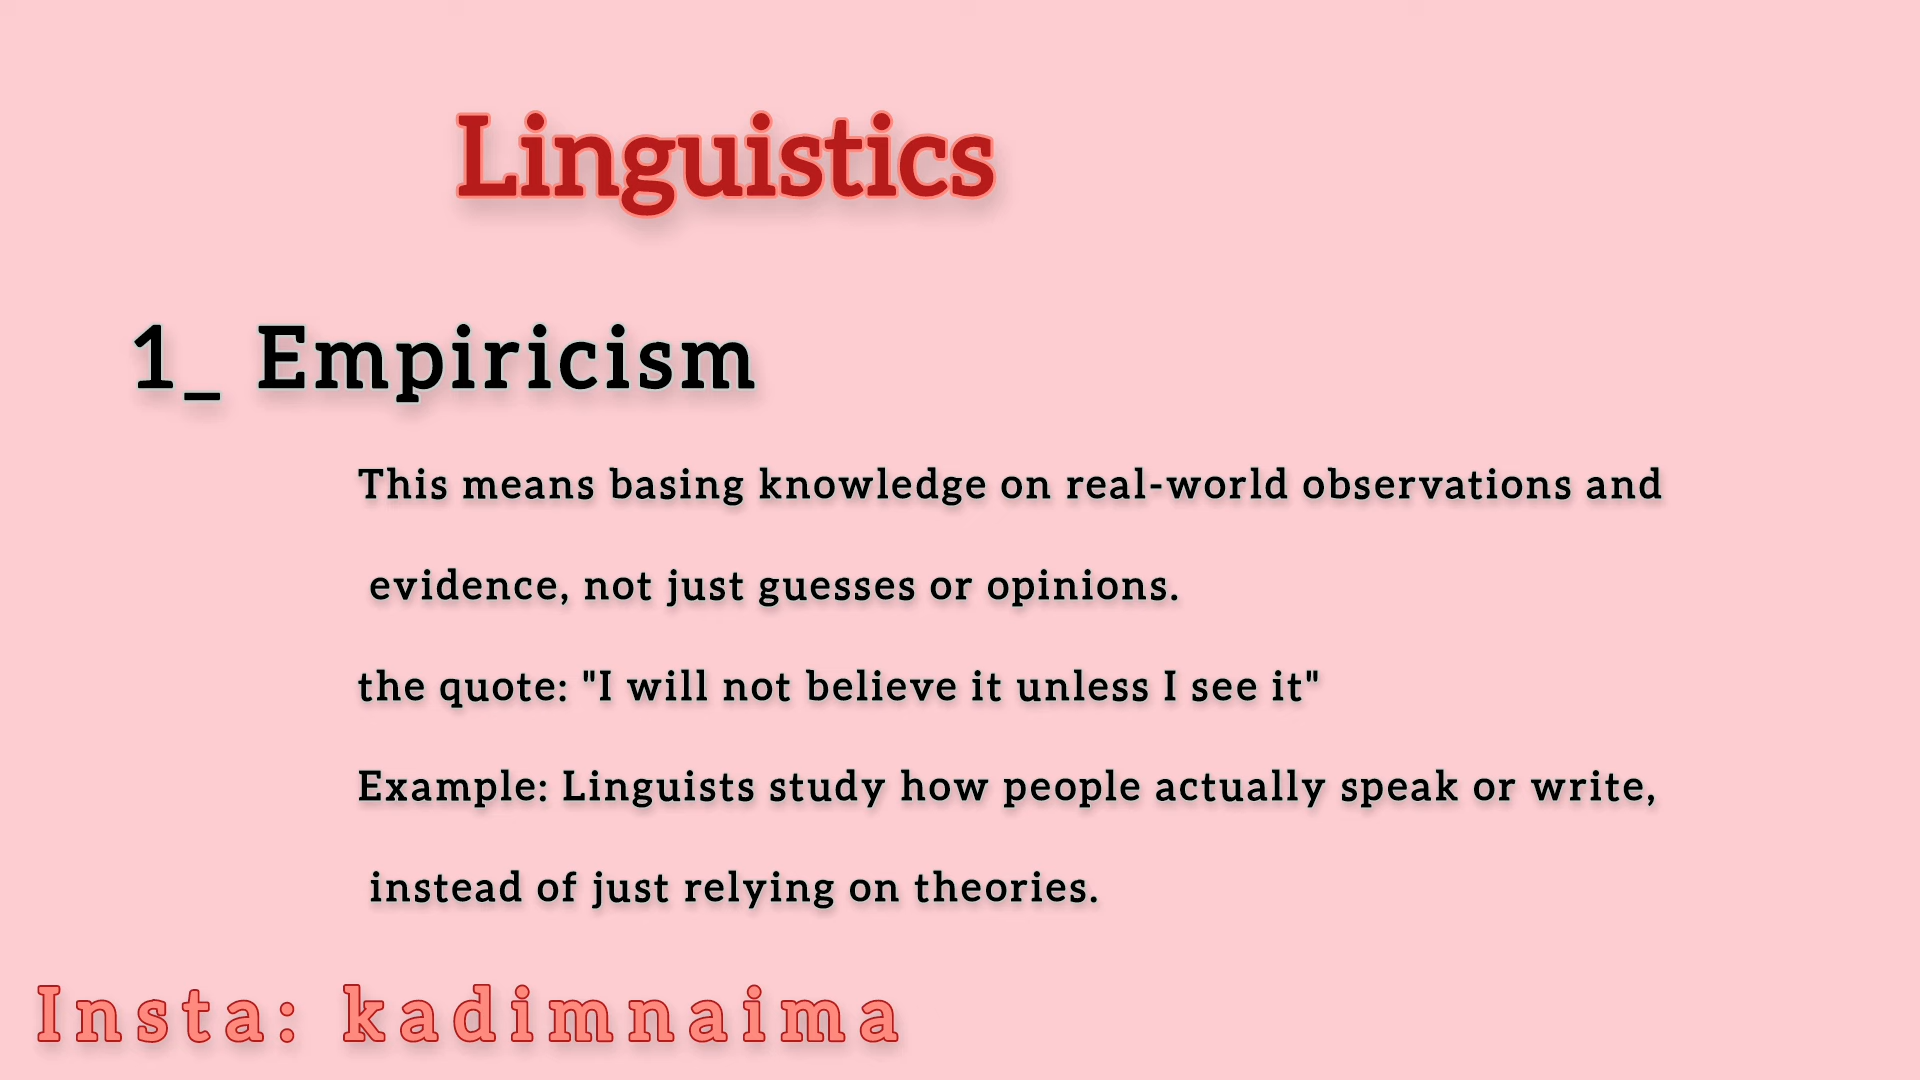 Linguistics
1_ Empiricism
This means basing knowledge on real-world observations and
evidence, not just guesses or opinions.
the quote: "I will not believe it unless I see it"
Example: Linguists study how people actually speak or write,
instead of just relying on theories.
Insta: kadimnaima